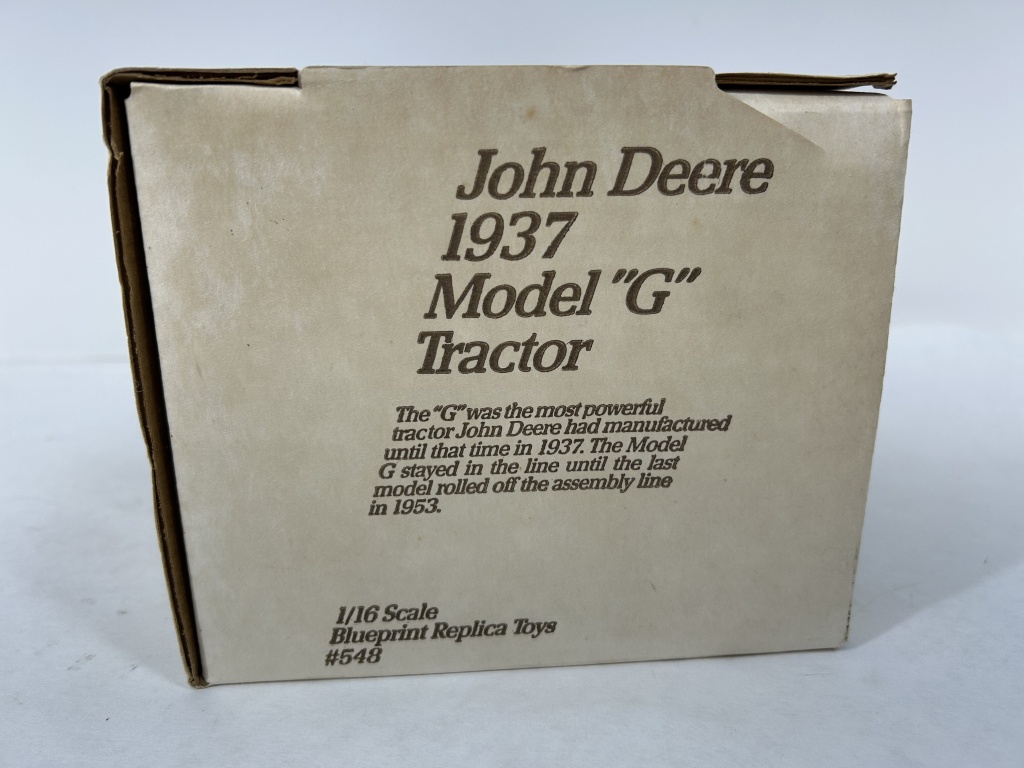 John Deere
1937
Model "G"
Tractor
The "G" was the most powerful
tractor John Deere had manufactured
until that time in 1937. The Model
G stayed in the line until the last
model rolled off the assembly line
in 1953.
1/16 Scale
Blueprint Replica Toys
#548